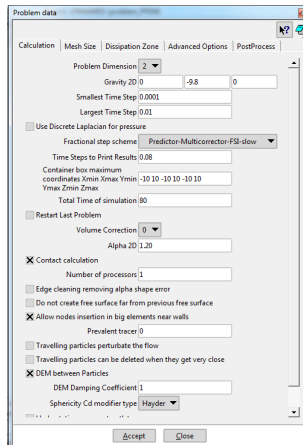 Problem data
Calculation Mesh Size Dissipation Zone Advanced Options PostProcess
Problem Dimension 2
Gravity 2D 0 -9.8 0
Smallest Time Step 0.0001
Largest Time Step 0.01
Use Discrete Laplacian for pressure
Fractional step scheme Predictor-Multicorrector-FSI-slow
Time Steps to Print Results 0.08
Container box maximum
coordinates Xmin Xmax Ymin -10 10 -10 10 -10 10
Ymax Zmin Zmax
Total Time of simulation 80
Restart Last Problem
Volume Correction 0
Alpha 2D 1.20
Contact calculation
Number of processors 1
Edge cleaning removing alpha shape error
Do not create free surface far from previous free surface
Allow nodes insertion in big elements near walls
Prevalent tracer 0
Travelling particles perturbate the flow
Travelling particles can be deleted when they get very close
DEM between Particles
DEM Damping Coefficient 1
Sphericity Cd modifier type Hayder
Accept Close